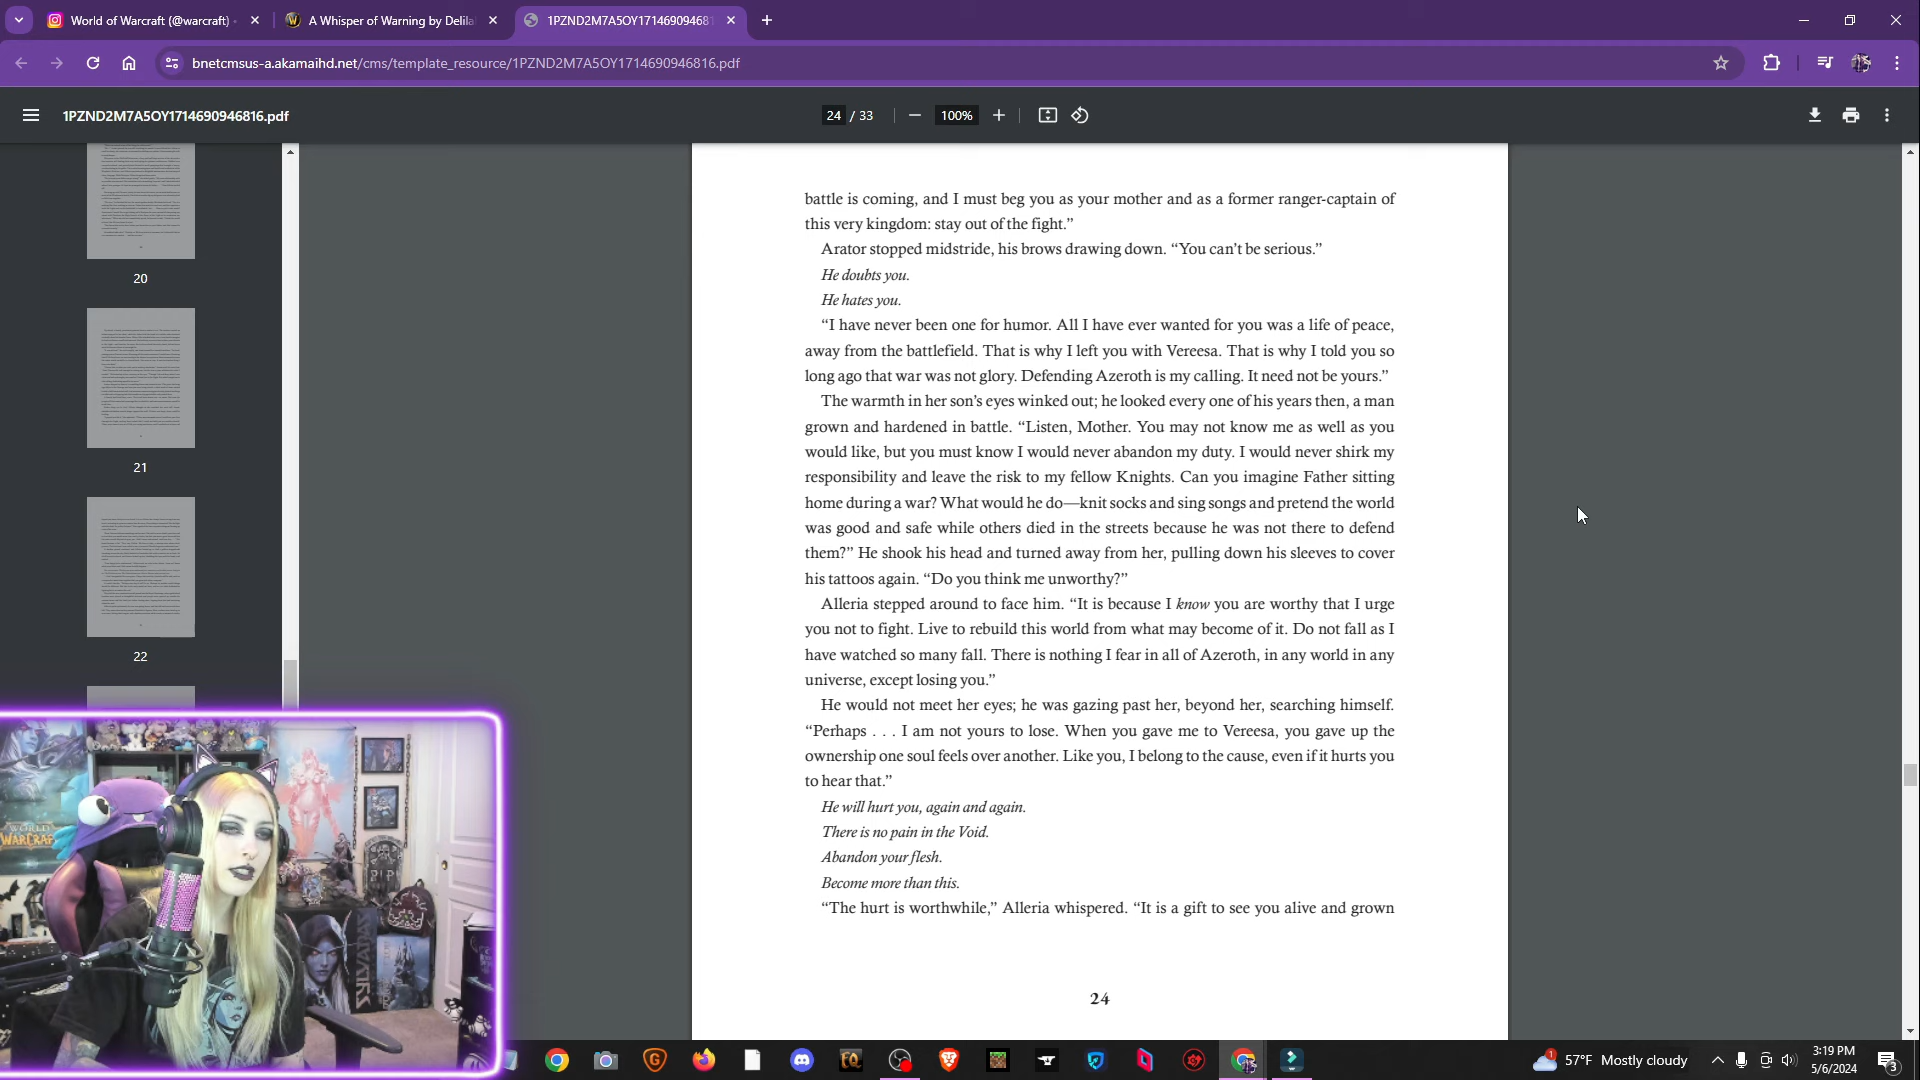 World of Warcraft (@warcraft)
A Whisper of Warning by Delila
1PZND2M7A5OY1714690946816
bnetcmsus-a.akamaihd.net/cms/template_resource/1PZND2M7A5OY1714690946816.pdf
1PZND2M7A5OY1714690946816.pdf
24 / 33
100%
20
21
22
battle is coming, and I must beg you as your mother and as a former ranger-captain of
this very kingdom: stay out of the fight.”
Arator stopped midstride, his brows drawing down. “You can’t be serious.”
He doubts you.
He hates you.
“I have never been one for humor. All I have ever wanted for you was a life of peace,
away from the battlefield. That is why I left you with Vereesa. That is why I told you so
long ago that war was not glory. Defending Azeroth is my calling. It need not be yours.”
The warmth in her son’s eyes winked out; he looked every one of his years then, a man
grown and hardened in battle. “Listen, Mother. You may not know me as well as you
would like, but you must know I would never abandon my duty. I would never shirk my
responsibility and leave the risk to my fellow Knights. Can you imagine Father sitting
home during a war? What would he do—knit socks and sing songs and pretend the world
was good and safe while others died in the streets because he was not there to defend
them?” He shook his head and turned away from her, pulling down his sleeves to cover
his tattoos again. “Do you think me unworthy?”
Alleria stepped around to face him. “It is because I know you are worthy that I urge
you not to fight. Live to rebuild this world from what may become of it. Do not fall as I
have watched so many fall. There is nothing I fear in all of Azeroth, in any world in any
universe, except losing you.”
He would not meet her eyes; he was gazing past her, beyond her, searching himself.
“Perhaps . . . I am not yours to lose. When you gave me to Vereesa, you gave up the
ownership one soul feels over another. Like you, I belong to the cause, even if it hurts you
to hear that.”
He will hurt you, again and again.
There is no pain in the Void.
Abandon your flesh.
Become more than this.
“The hurt is worthwhile,” Alleria whispered. “It is a gift to see you alive and grown
24
WORLD
WARCRAFT
RIP
57°F Mostly cloudy
3:19 PM
5/6/2024
3